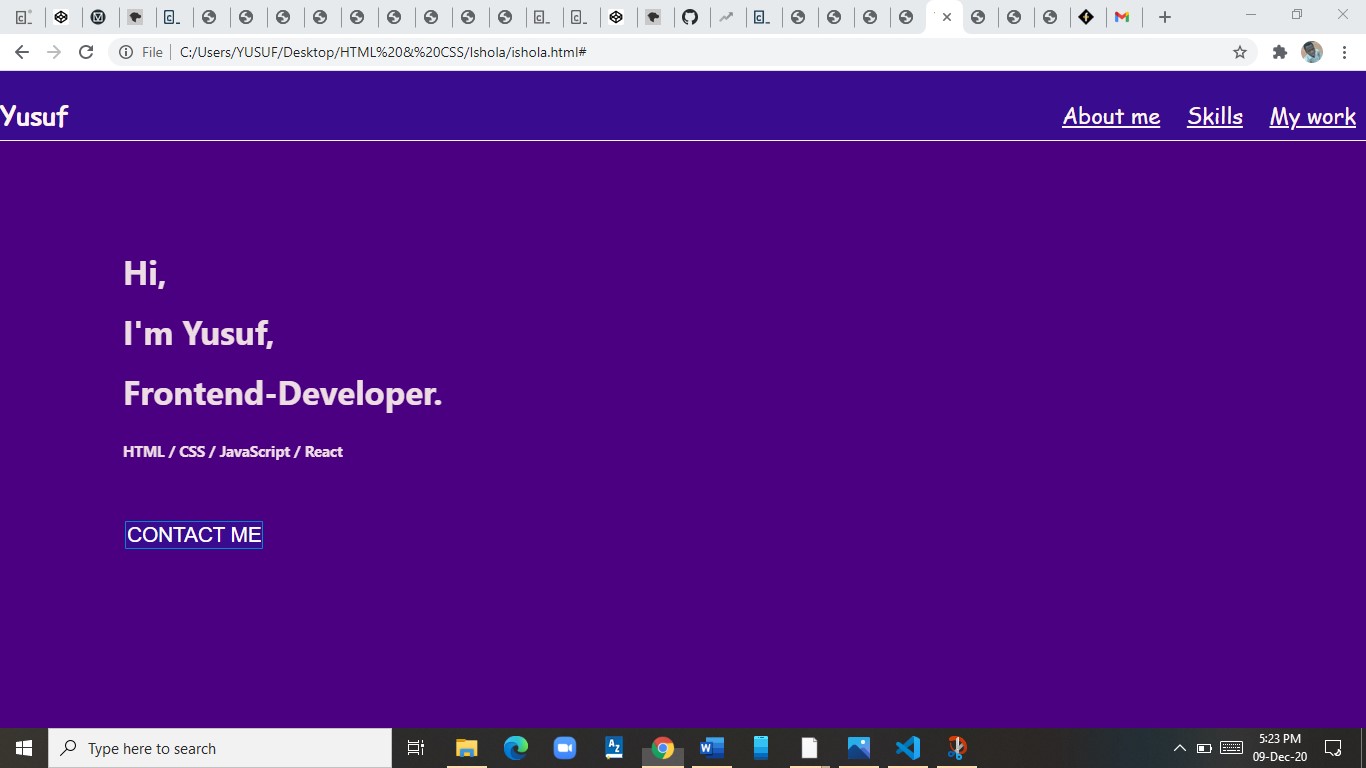 File
C:/Users/YUSUF/Desktop/HTML%20&%20CSS/Ishola/ishola.html#
Yusuf
About me Skills My work
Hi,
I'm Yusuf,
Frontend-Developer.
HTML / CSS / JavaScript / React
CONTACT ME
Type here to search
5:23 PM
09-Dec-20